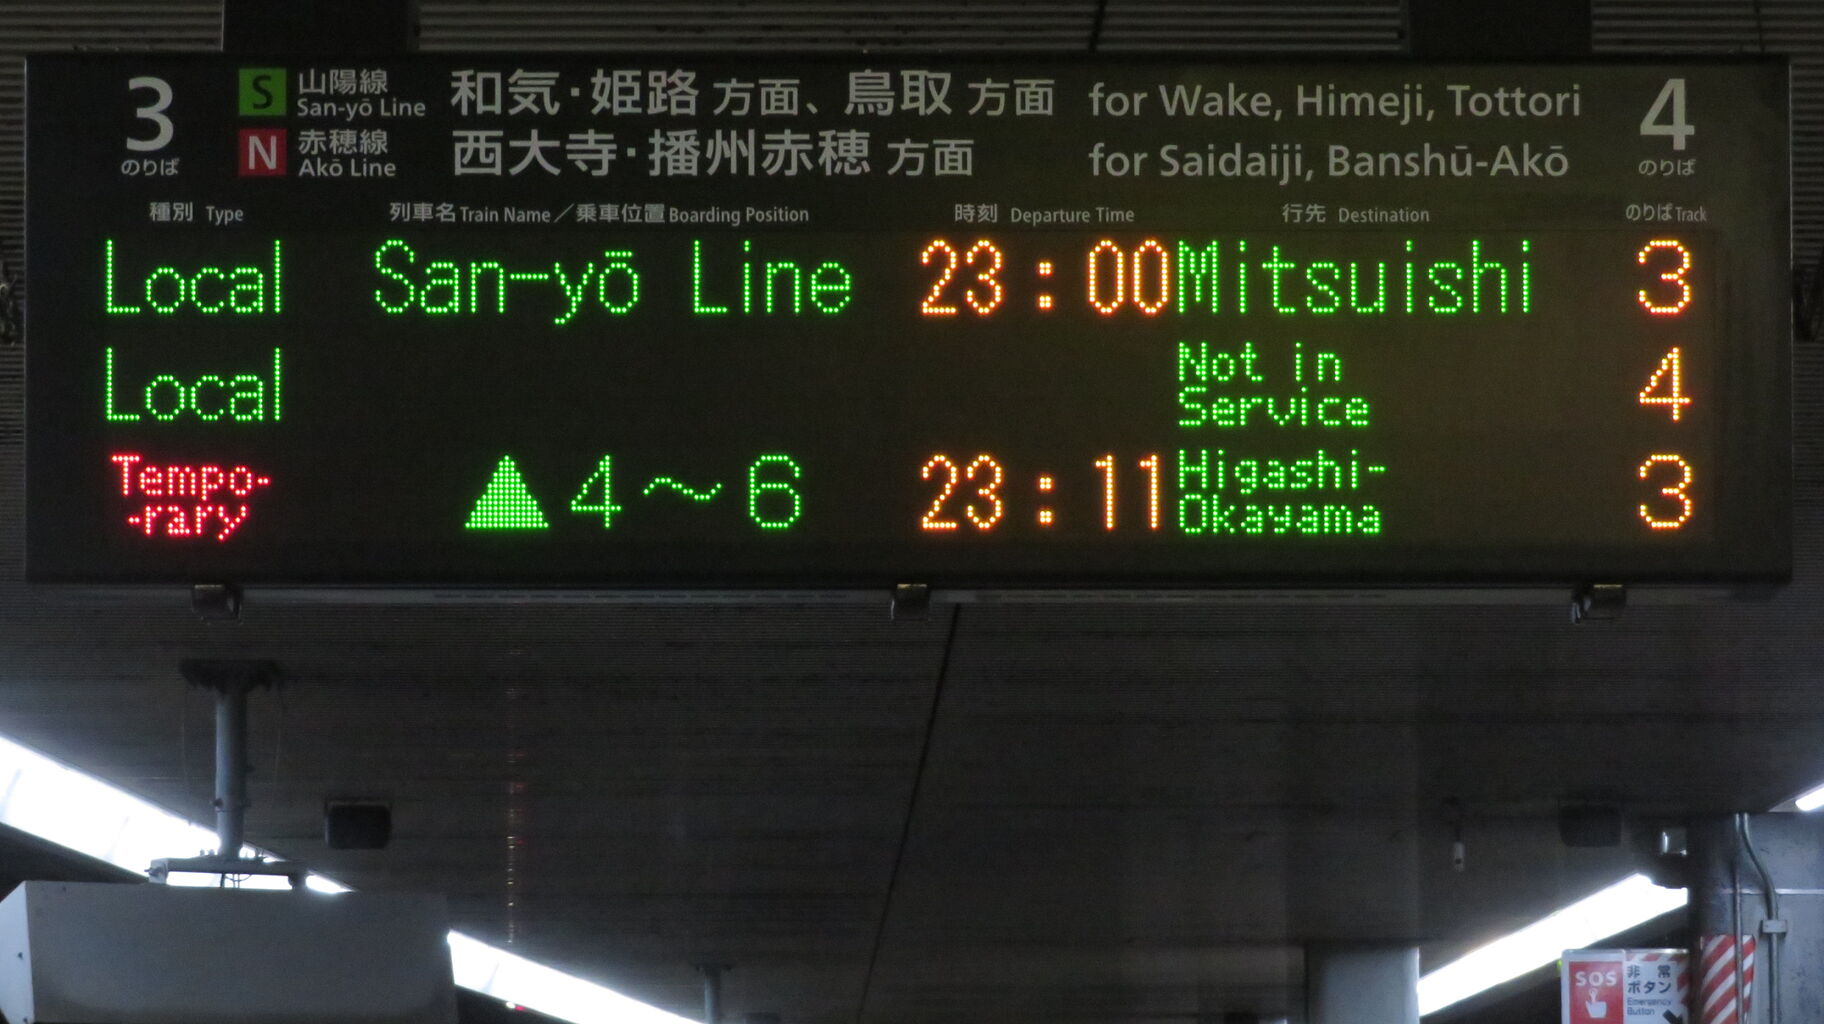 3 のりば S 山陽線 San-yō Line 和気・姫路 方面、鳥取 方面 for Wake, Himeji, Tottori 4 のりば
N 赤穂線 Akō Line 西大寺・播州赤穂 方面 for Saidaiji, Banshū-Akō
種別 Type 列車名 Train Name／乗車位置 Boarding Position 時刻 Departure Time 行先 Destination のりば Track
Local San-yō Line 23:00 Mitsuishi 3
Local Not in Service 4
Tempo--rary ▲4～6 23:11 Higashi-Okayama 3
SOS 非常
ボタン
Emergency
Button